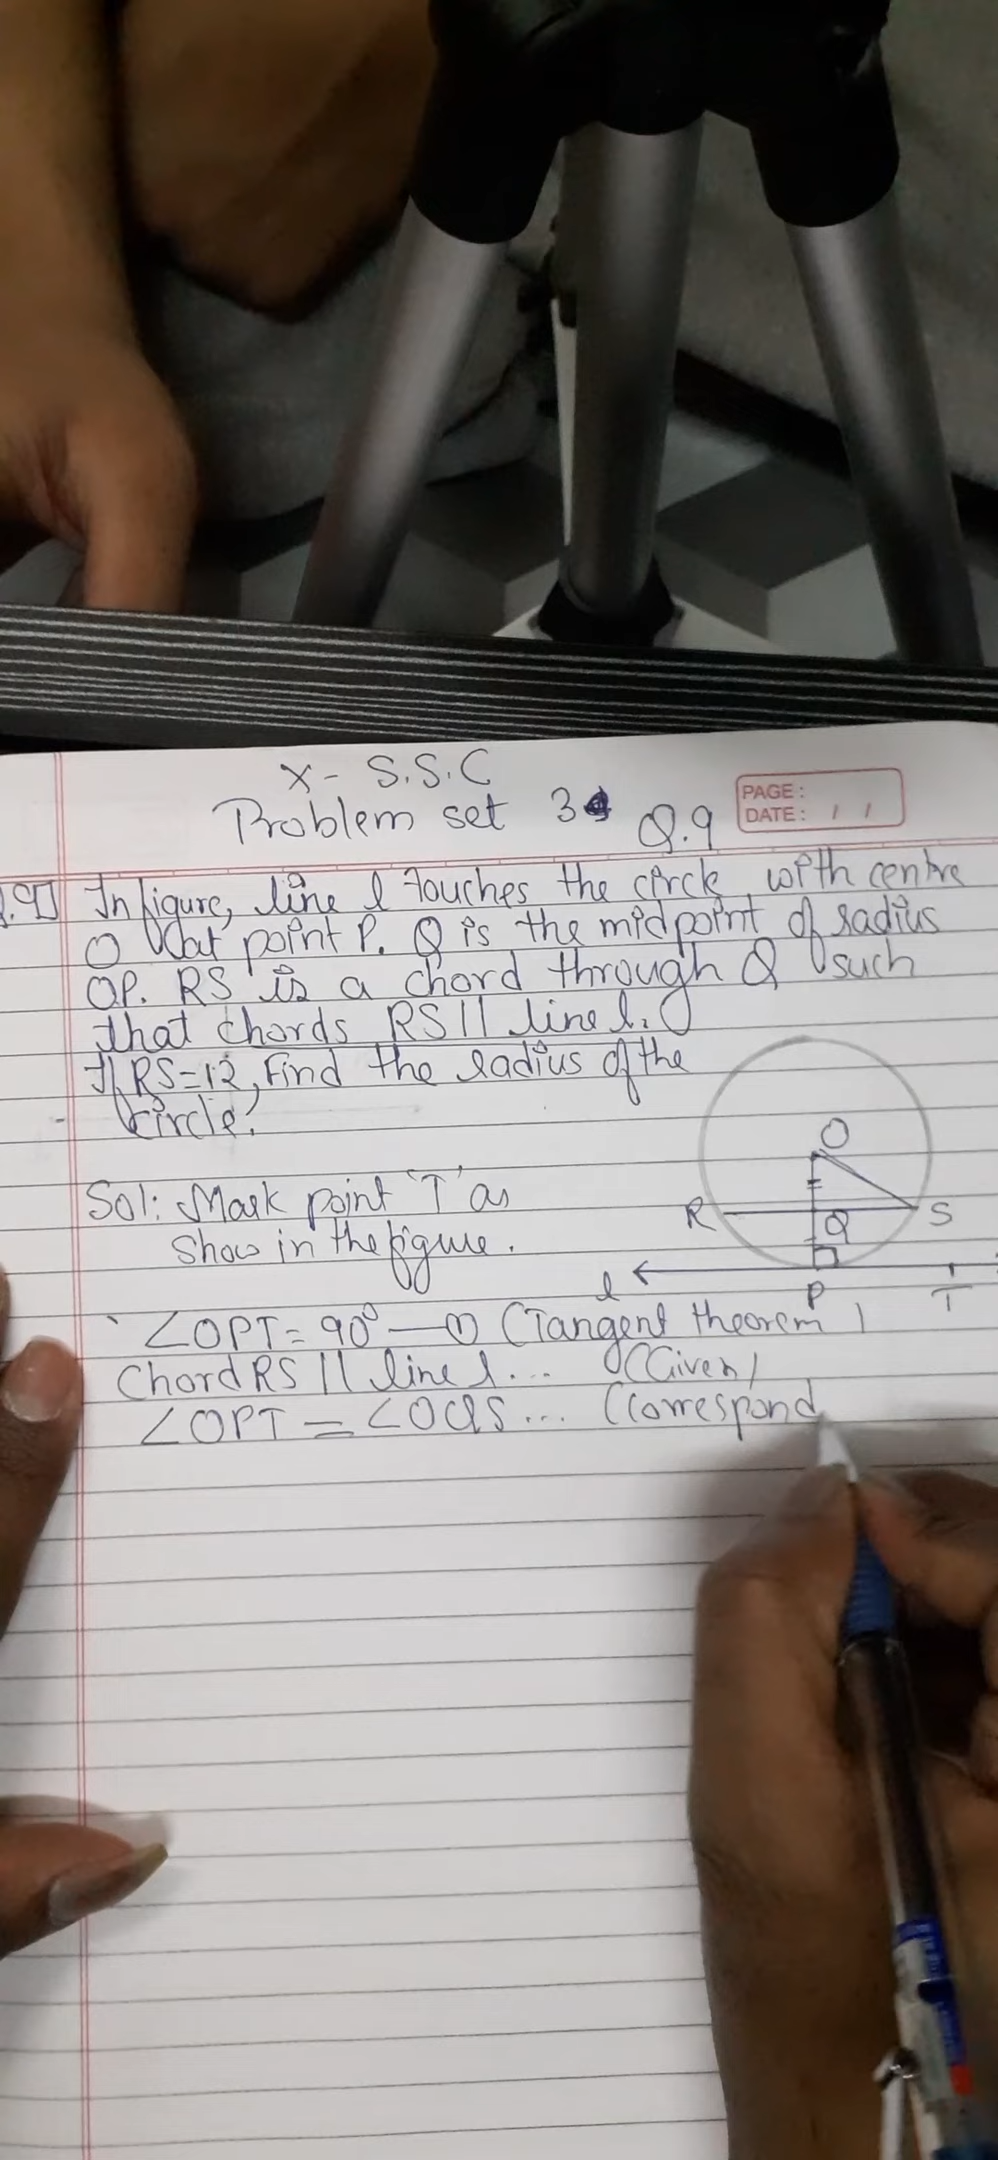 X- S.S.C
Problem set 3 Q.9
PAGE:
DATE: / /
Q.9] In figure, line l touches the circle with centre
O at point P. Q is the midpoint of radius
OP. RS is a chord through Q such
that chords RS || line l.
If RS=12, Find the radius of the
circle.
Sol: Mark point 'T' as
Show in the figure.
O
R
Q
S
l
P
T
∠OPT = 90° — ① (Tangent theorem)
Chord RS || line l... (Given)
∠OPT = ∠OQS... (Correspond